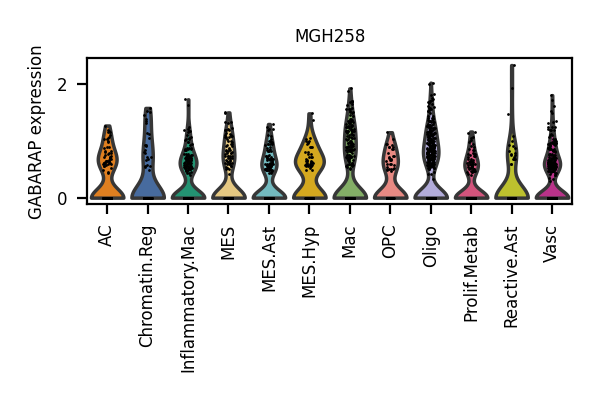 MGH258
GABARAP expression
2
0
AC
Chromatin.Reg
Inflammatory.Mac
MES
MES.Ast
MES.Hyp
Mac
OPC
Oligo
Prolif.Metab
Reactive.Ast
Vasc